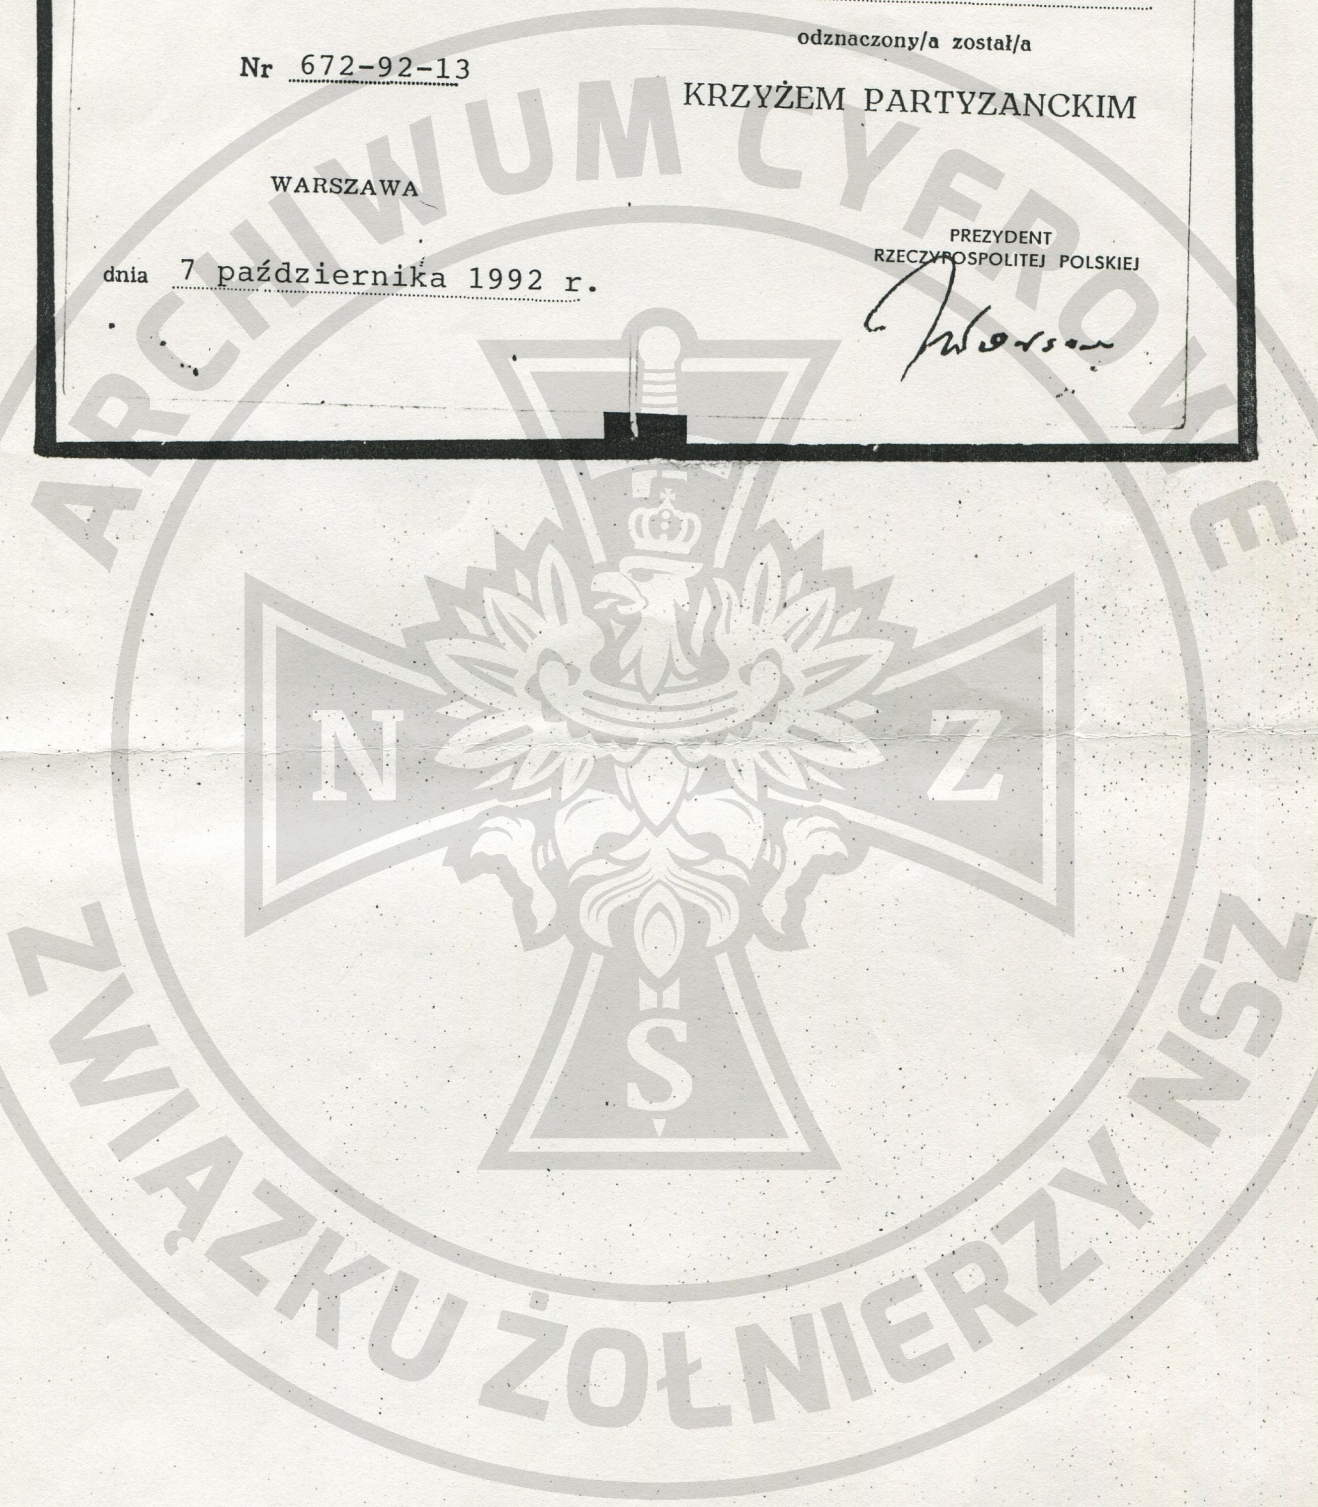 Nr 672-92-13
WARSZAWA
dnia 7 października 1992 r.
odznaczony/a został/a
KRZYŻEM PARTYZANCKIM
PREZYDENT
RZECZYPOSPOLITEJ POLSKIEJ
ARCHIWUM CYFROWE
N Z
S
ZWIĄZKU ŻOŁNIERZY NSZ